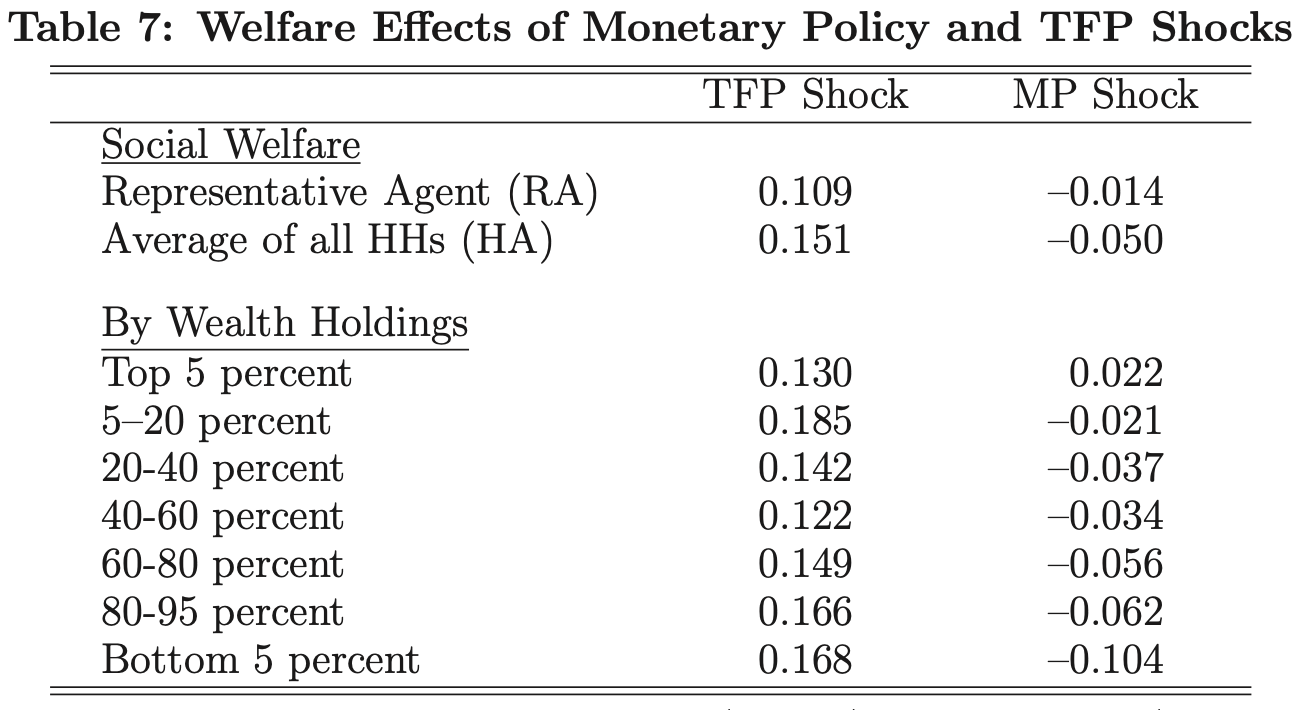 Table 7: Welfare Effects of Monetary Policy and TFP Shocks
TFP Shock MP Shock
Social Welfare
Representative Agent (RA) 0.109 –0.014
Average of all HHs (HA) 0.151 –0.050
By Wealth Holdings
Top 5 percent 0.130 0.022
5–20 percent 0.185 –0.021
20-40 percent 0.142 –0.037
40-60 percent 0.122 –0.034
60-80 percent 0.149 –0.056
80-95 percent 0.166 –0.062
Bottom 5 percent 0.168 –0.104